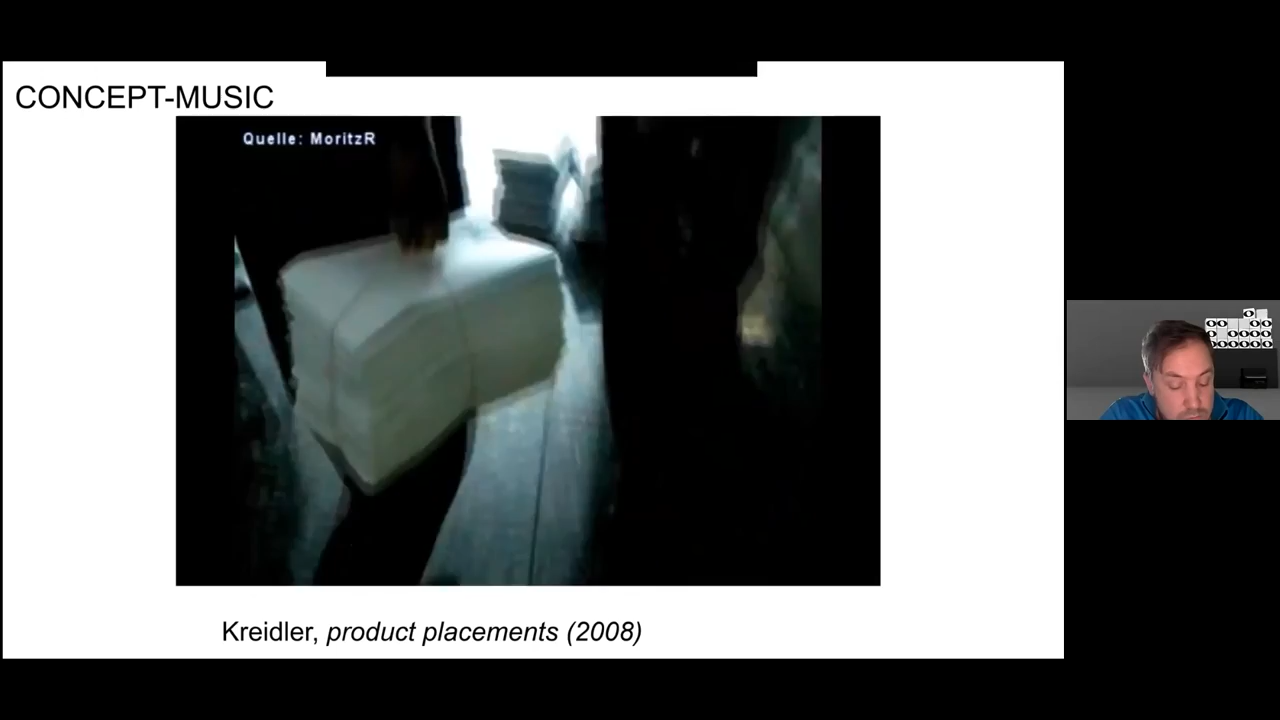 CONCEPT-MUSIC
Quelle: MoritzR
Kreidler, product placements (2008)